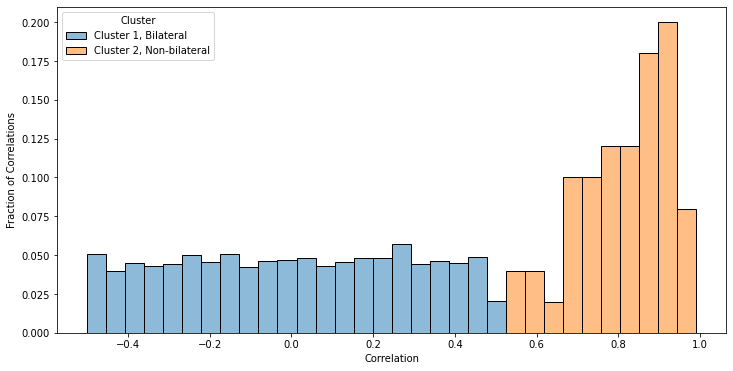 Cluster
Cluster 1, Bilateral
Cluster 2, Non-bilateral
0.200
0.175
0.150
0.125
0.100
0.075
0.050
0.025
0.000
Fraction of Correlations
−0.4 −0.2 0.0 0.2 0.4 0.6 0.8 1.0
Correlation